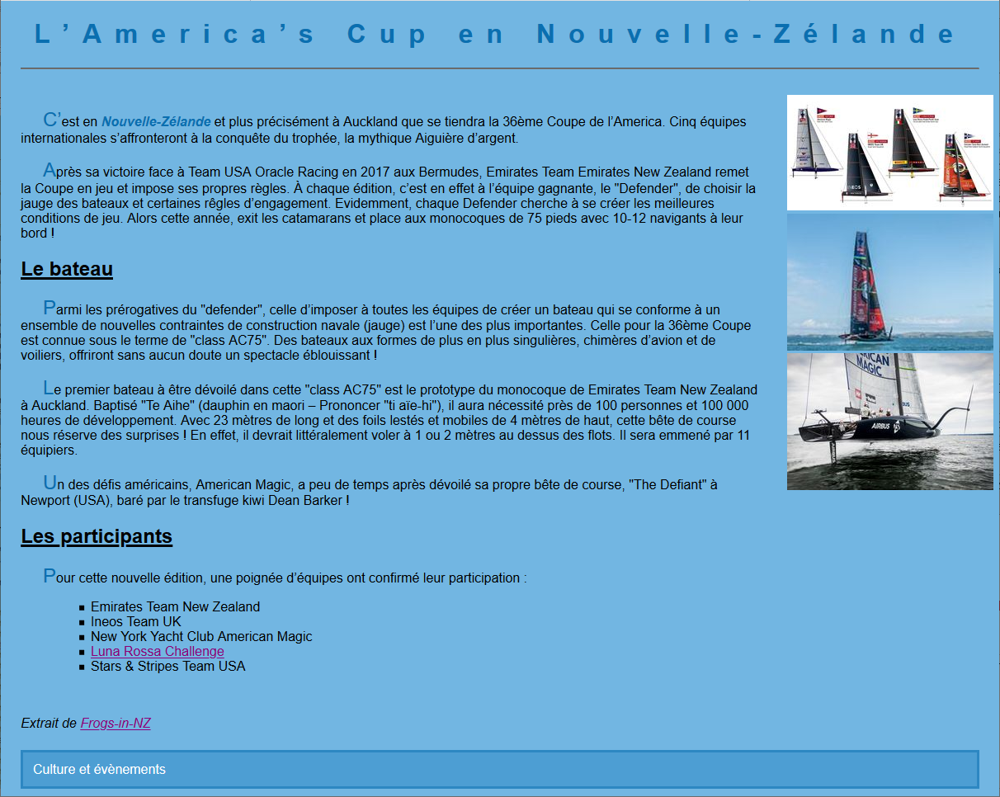 L’America’s Cup en Nouvelle-Zélande
C’est en Nouvelle-Zélande et plus précisément à Auckland que se tiendra la 36ème Coupe de l’America. Cinq équipes
internationales s’affronteront à la conquête du trophée, la mythique Aiguière d’argent.
Après sa victoire face à Team USA Oracle Racing en 2017 aux Bermudes, Emirates Team Emirates New Zealand remet
la Coupe en jeu et impose ses propres règles. À chaque édition, c’est en effet à l’équipe gagnante, le "Defender", de choisir la
jauge des bateaux et certaines rêgles d’engagement. Evidemment, chaque Defender cherche à se créer les meilleures
conditions de jeu. Alors cette année, exit les catamarans et place aux monocoques de 75 pieds avec 10-12 navigants à leur
bord !
Le bateau
Parmi les prérogatives du "defender", celle d’imposer à toutes les équipes de créer un bateau qui se conforme à un
ensemble de nouvelles contraintes de construction navale (jauge) est l’une des plus importantes. Celle pour la 36ème Coupe
est connue sous le terme de "class AC75". Des bateaux aux formes de plus en plus singulières, chimères d’avion et de
voiliers, offriront sans aucun doute un spectacle éblouissant !
Le premier bateau à être dévoilé dans cette "class AC75" est le prototype du monocoque de Emirates Team New Zealand
à Auckland. Baptisé "Te Aihe" (dauphin en maori – Prononcer "ti aïe-hi"), il aura nécessité près de 100 personnes et 100 000
heures de développement. Avec 23 mètres de long et des foils lestés et mobiles de 4 mètres de haut, cette bête de course
nous réserve des surprises ! En effet, il devrait littéralement voler à 1 ou 2 mètres au dessus des flots. Il sera emmené par 11
équipiers.
Un des défis américains, American Magic, a peu de temps après dévoilé sa propre bête de course, "The Defiant" à
Newport (USA), baré par le transfuge kiwi Dean Barker !
Les participants
Pour cette nouvelle édition, une poignée d’équipes ont confirmé leur participation :
Emirates Team New Zealand
Ineos Team UK
New York Yacht Club American Magic
Luna Rossa Challenge
Stars & Stripes Team USA
Extrait de Frogs-in-NZ
Culture et évènements
INEOS
MAGIC
AIRBUS
AIRBUS